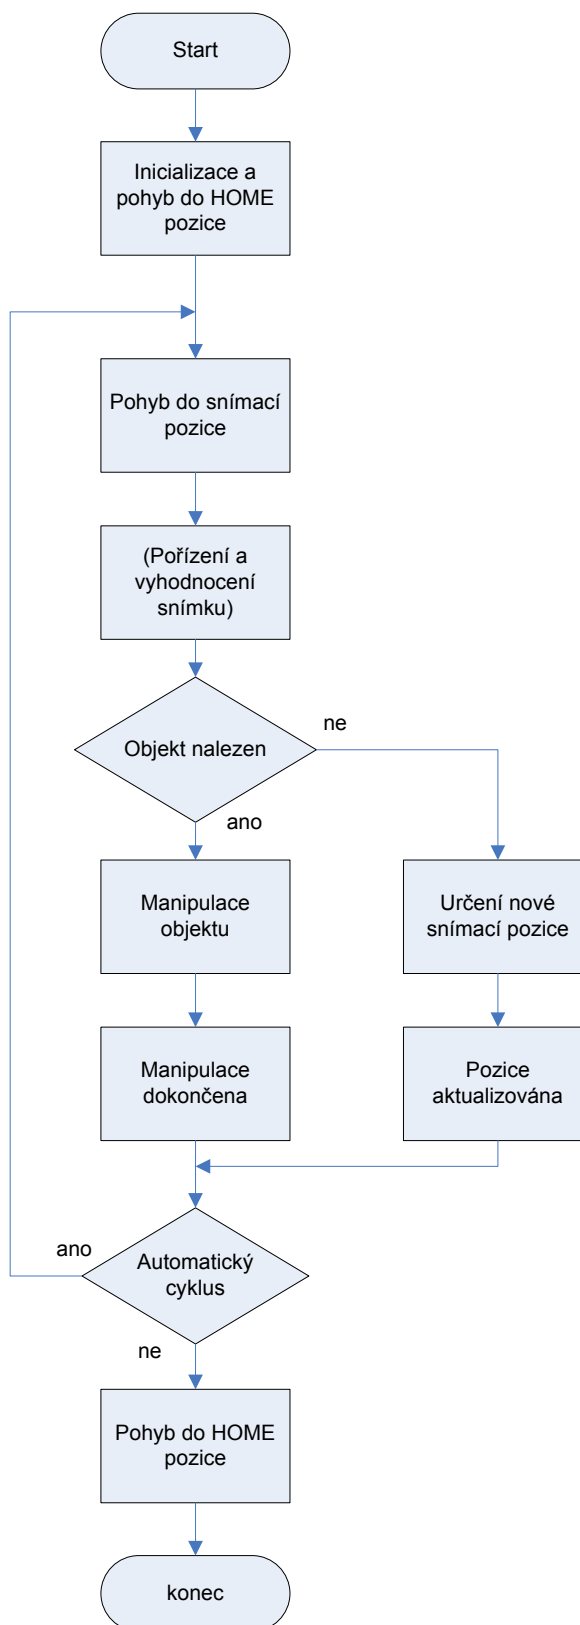 Start
Inicializace a
pohyb do HOME
pozice
Pohyb do snímací
pozice
(Pořízení a
vyhodnocení
snímku)
Objekt nalezen
ne
ano
Manipulace
objektu
Určení nové
snímací pozice
Manipulace
dokončena
Pozice
aktualizována
ano
Automatický
cyklus
ne
Pohyb do HOME
pozice
konec